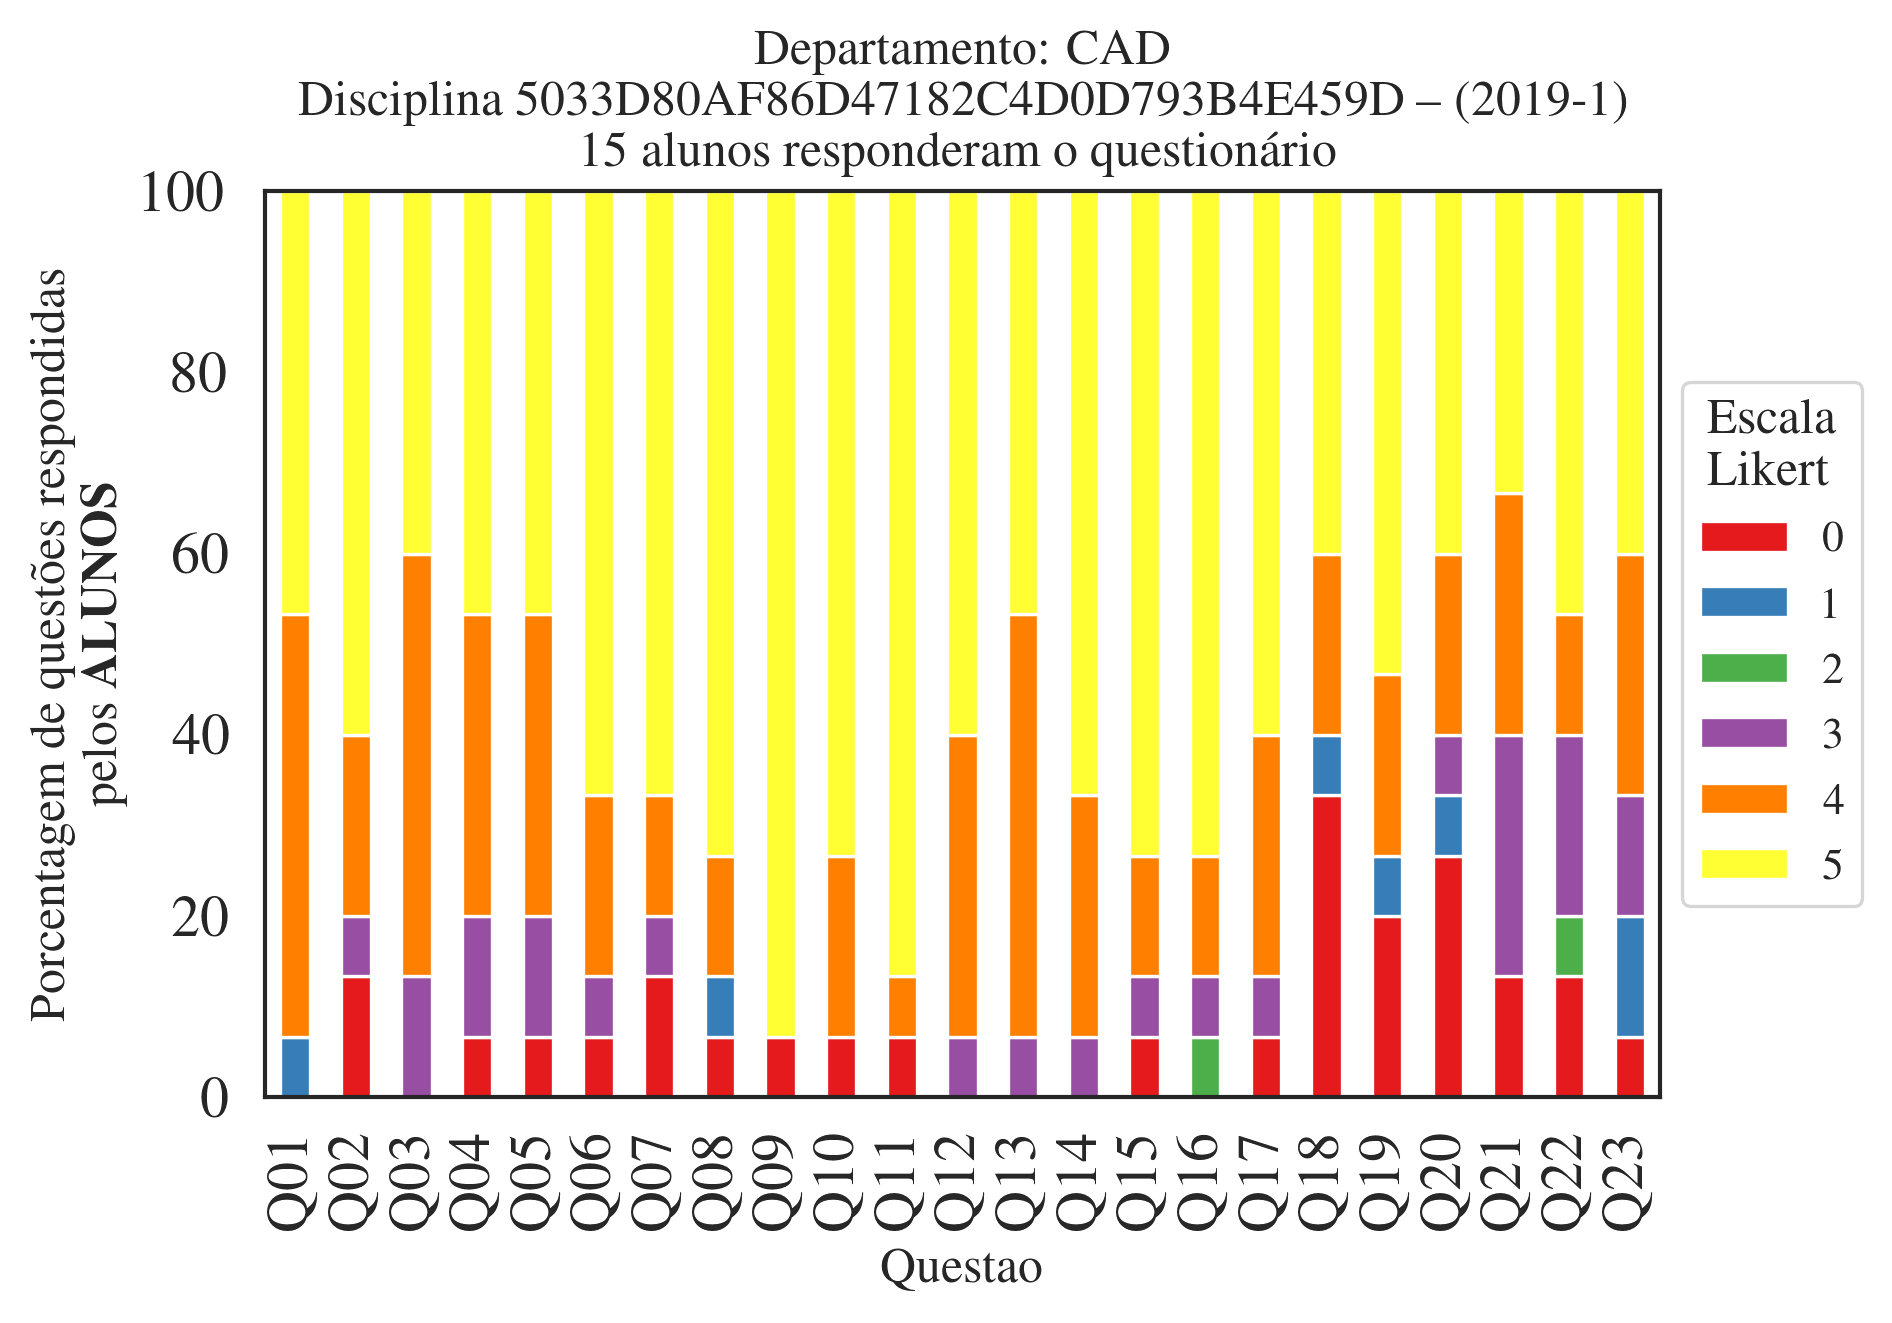 Departamento: CAD
Disciplina 5033D80AF86D47182C4D0D793B4E459D – (2019-1)
15 alunos responderam o questionário
Porcentagem de questões respondidas
pelos ALUNOS
100
80
60
40
20
0
Q01
Q02
Q03
Q04
Q05
Q06
Q07
Q08
Q09
Q10
Q11
Q12
Q13
Q14
Q15
Q16
Q17
Q18
Q19
Q20
Q21
Q22
Q23
Questao
Escala
Likert
0
1
2
3
4
5